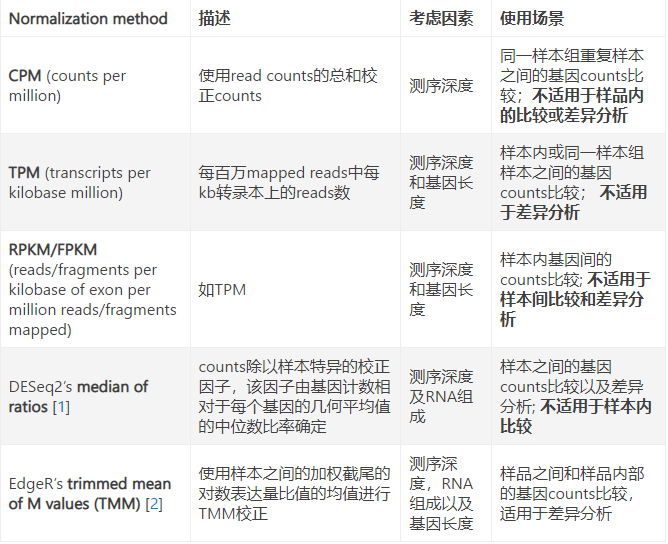 Normalization method 描述 考虑因素 使用场景
CPM (counts per
million)
使用read counts的总和校
正counts
测序深度
同一样本组重复样本
之间的基因counts比
较；不适用于样品内
的比较或差异分析
TPM (transcripts per
kilobase million)
每百万mapped reads中每
kb转录本上的reads数
测序深度
和基因长
度
样本内或同一样本组
样本之间的基因
counts比较； 不适用
于差异分析
RPKM/FPKM
(reads/fragments per
kilobase of exon per
million reads/fragments
mapped)
如TPM
测序深度
和基因长
度
样本内基因间的
counts比较; 不适用于
样本间比较和差异分
析
DESeq2's median of
ratios [1]
counts除以样本特异的校正
因子，该因子由基因计数相
对于每个基因的几何平均值
的中位数比率确定
测序深度
及RNA组
成
样本之间的基因
counts比较以及差异
分析; 不适用于样本内
比较
EdgeR's trimmed mean
of M values (TMM) [2]
使用样本之间的加权截尾的
对数表达量比值的均值进行
TMM校正
测序深
度，RNA
组成以及
基因长度
样品之间和样品内部
的基因counts比较，
适用于差异分析